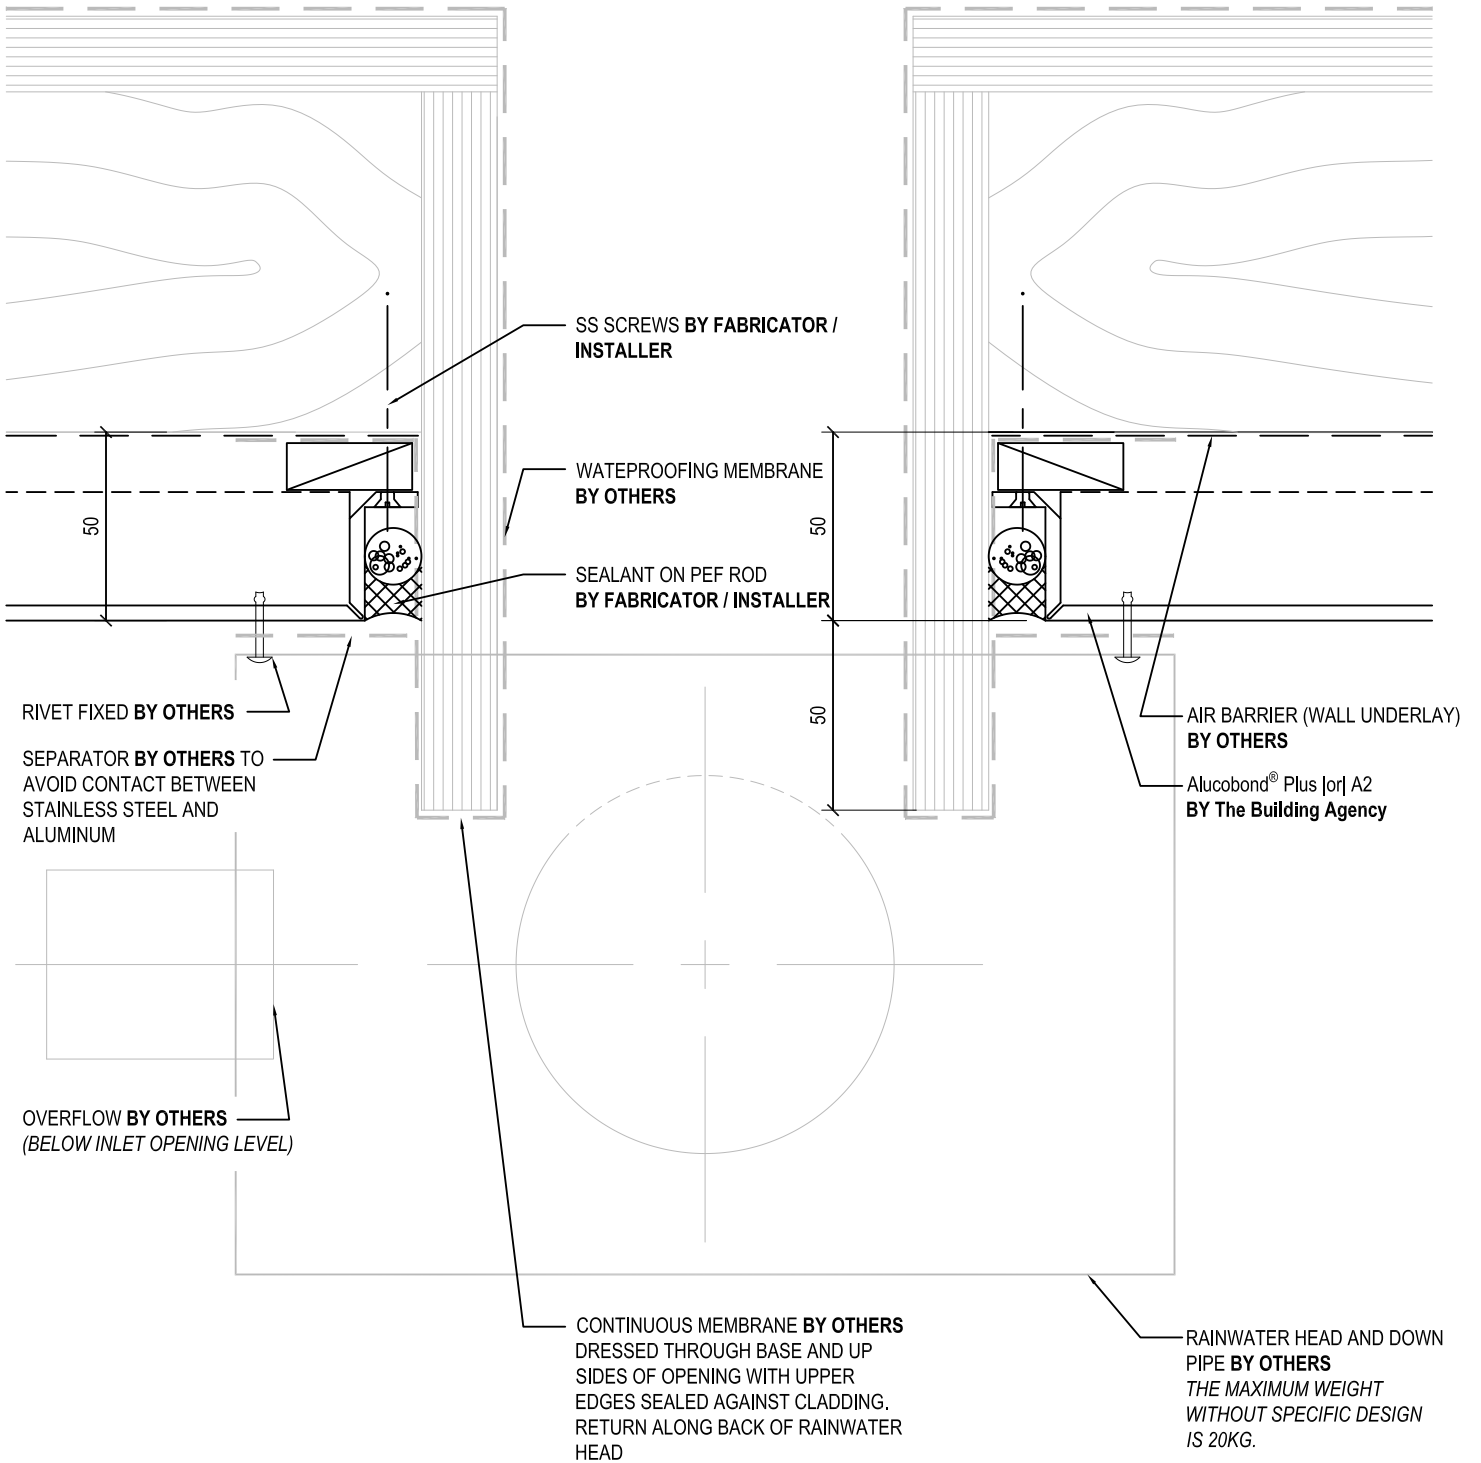 SS SCREWS BY FABRICATOR /
INSTALLER
WATEPROOFING MEMBRANE
BY OTHERS
SEALANT ON PEF ROD
BY FABRICATOR / INSTALLER
50
50
50
RIVET FIXED BY OTHERS
SEPARATOR BY OTHERS TO
AVOID CONTACT BETWEEN
STAINLESS STEEL AND
ALUMINUM
AIR BARRIER (WALL UNDERLAY)
BY OTHERS
Alucobond® Plus |or| A2
BY The Building Agency
OVERFLOW BY OTHERS
(BELOW INLET OPENING LEVEL)
CONTINUOUS MEMBRANE BY OTHERS
DRESSED THROUGH BASE AND UP
SIDES OF OPENING WITH UPPER
EDGES SEALED AGAINST CLADDING.
RETURN ALONG BACK OF RAINWATER
HEAD
RAINWATER HEAD AND DOWN
PIPE BY OTHERS
THE MAXIMUM WEIGHT
WITHOUT SPECIFIC DESIGN
IS 20KG.